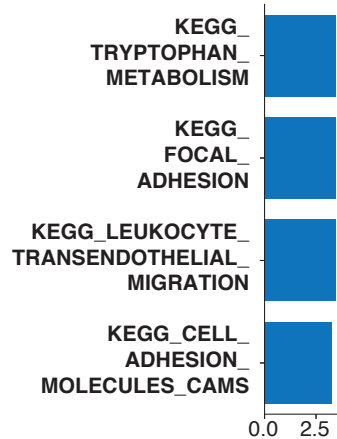 KEGG_
TRYPTOPHAN_
METABOLISM
KEGG_
FOCAL_
ADHESION
KEGG_LEUKOCYTE_
TRANSENDOTHELIAL_
MIGRATION
KEGG_CELL_
ADHESION_
MOLECULES_CAMS
0.0 2.5